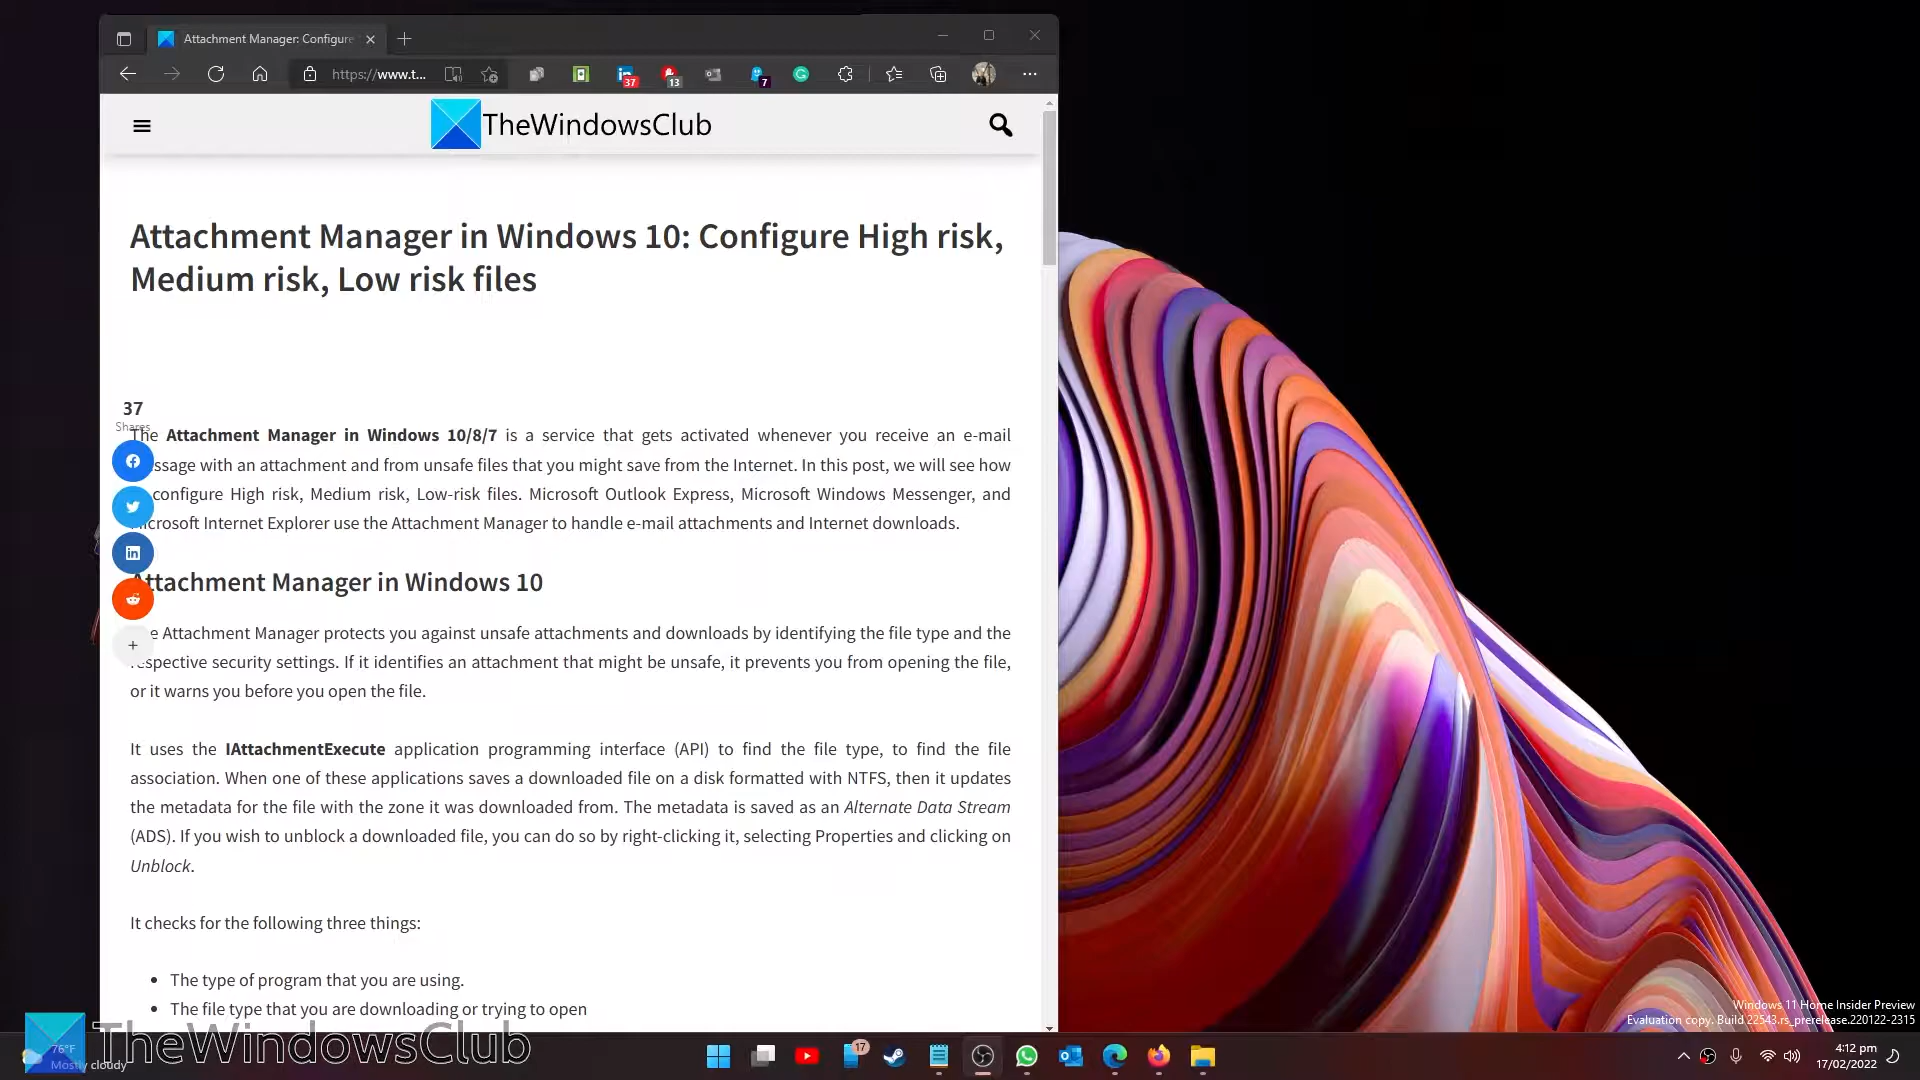 Attachment Manager: Configure
https://www.t...
37
13
7
TheWindowsClub
Attachment Manager in Windows 10: Configure High risk,
Medium risk, Low risk files
37
Shares
The Attachment Manager in Windows 10/8/7 is a service that gets activated whenever you receive an e-mail
ssage with an attachment and from unsafe files that you might save from the Internet. In this post, we will see how
configure High risk, Medium risk, Low-risk files. Microsoft Outlook Express, Microsoft Windows Messenger, and
Microsoft Internet Explorer use the Attachment Manager to handle e-mail attachments and Internet downloads.
Attachment Manager in Windows 10
e Attachment Manager protects you against unsafe attachments and downloads by identifying the file type and the
respective security settings. If it identifies an attachment that might be unsafe, it prevents you from opening the file,
or it warns you before you open the file.
It uses the IAttachmentExecute application programming interface (API) to find the file type, to find the file
association. When one of these applications saves a downloaded file on a disk formatted with NTFS, then it updates
the metadata for the file with the zone it was downloaded from. The metadata is saved as an Alternate Data Stream
(ADS). If you wish to unblock a downloaded file, you can do so by right-clicking it, selecting Properties and clicking on
Unblock.
It checks for the following three things:
• The type of program that you are using.
• The file type that you are downloading or trying to open
Windows 11 Home Insider Preview
Evaluation copy. Build 22543.rs_prerelease.220122-2315
TheWindowsClub
76°F
Mostly cloudy
17
4:12 pm
17/02/2022